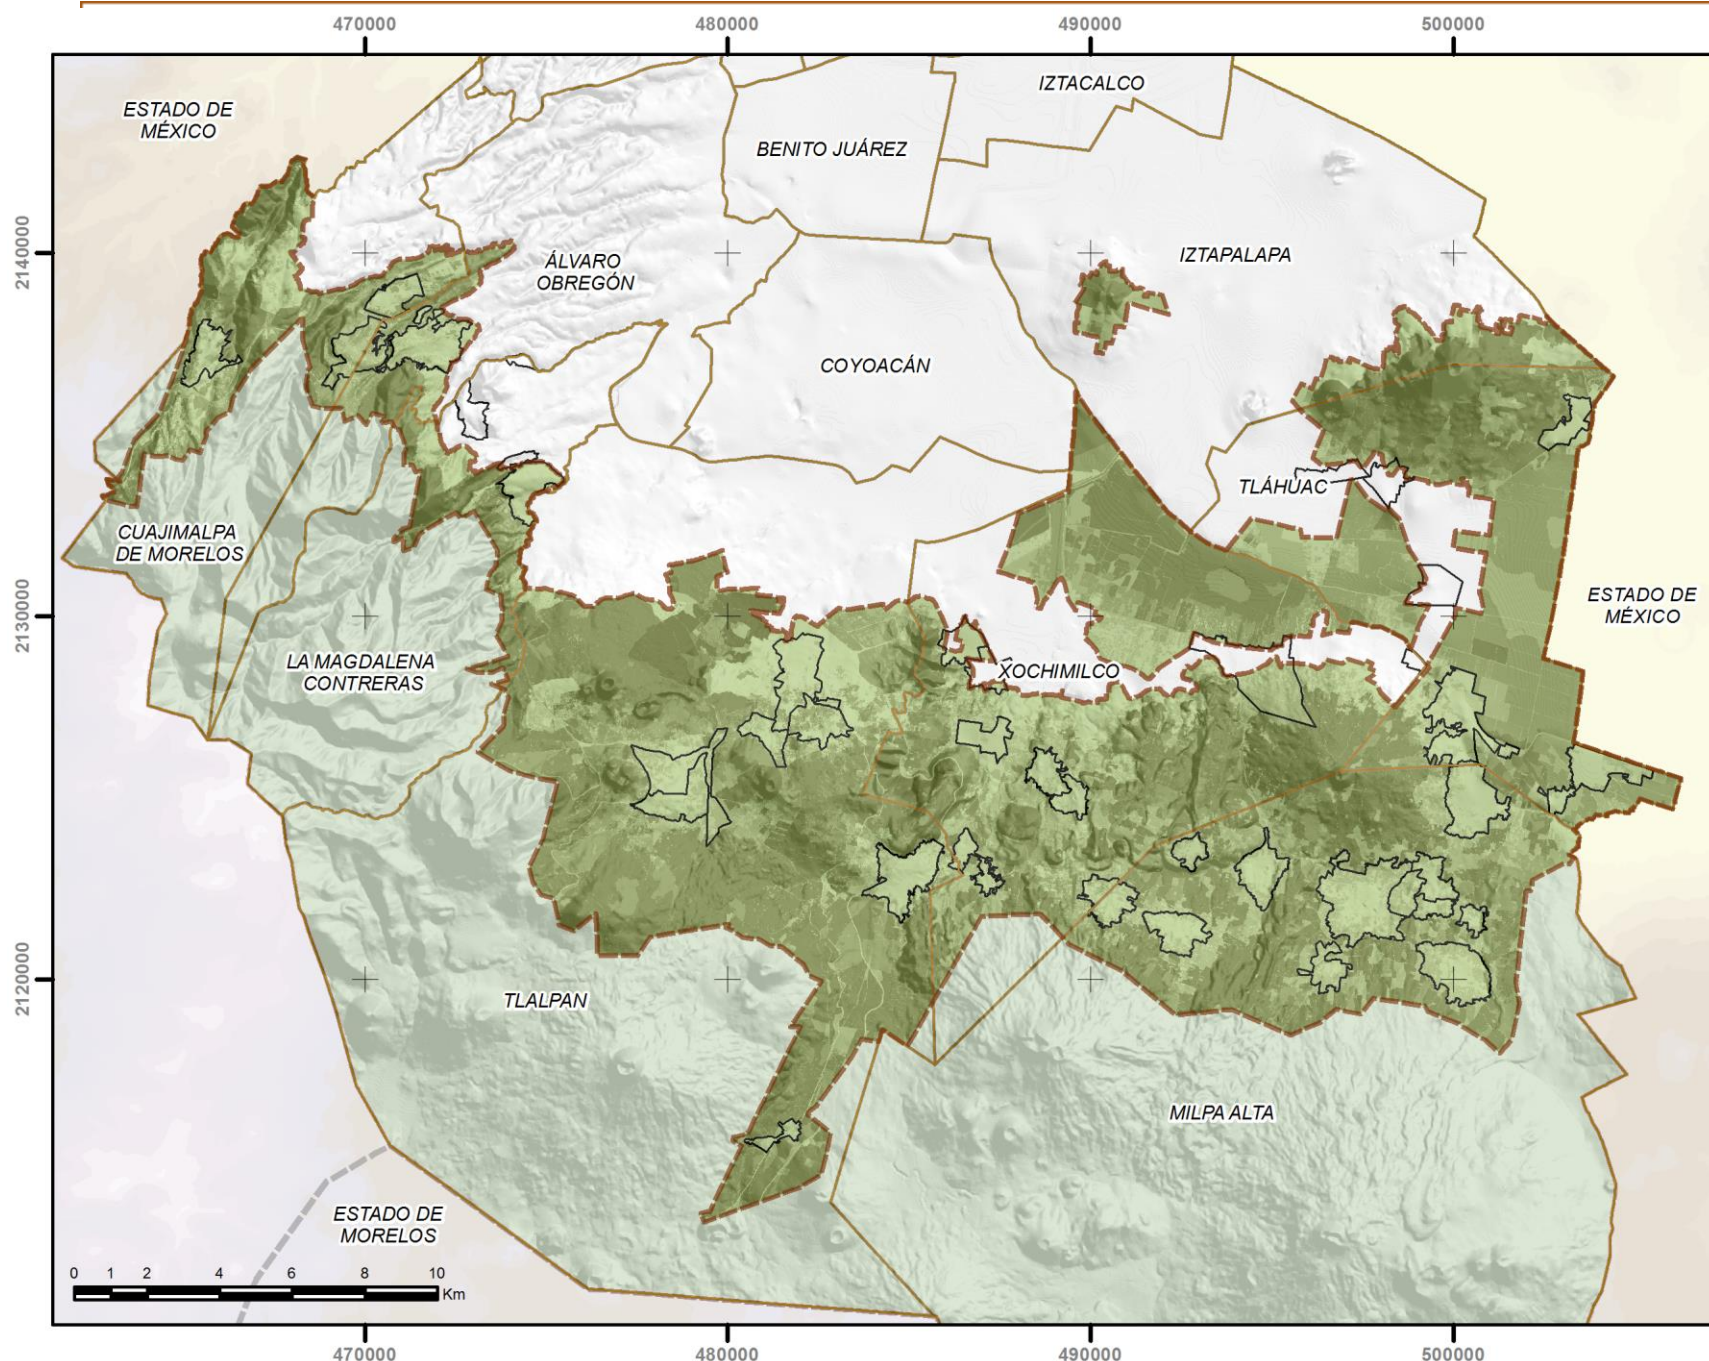 470000
480000
490000
500000
IZTACALCO
ESTADO DE
MÉXICO
BENITO JUÁREZ
2140000
IZTAPALAPA
ÁLVARO
OBREGÓN
COYOACÁN
TLÁHUAC
CUAJIMALPA
DE MORELOS
2130000
ESTADO DE
MÉXICO
LA MAGDALENA
CONTRERAS
XOCHIMILCO
2120000
TLALPAN
MILPA ALTA
ESTADO DE
MORELOS
0 1 2 4 6 8 10
Km
470000
480000
490000
500000